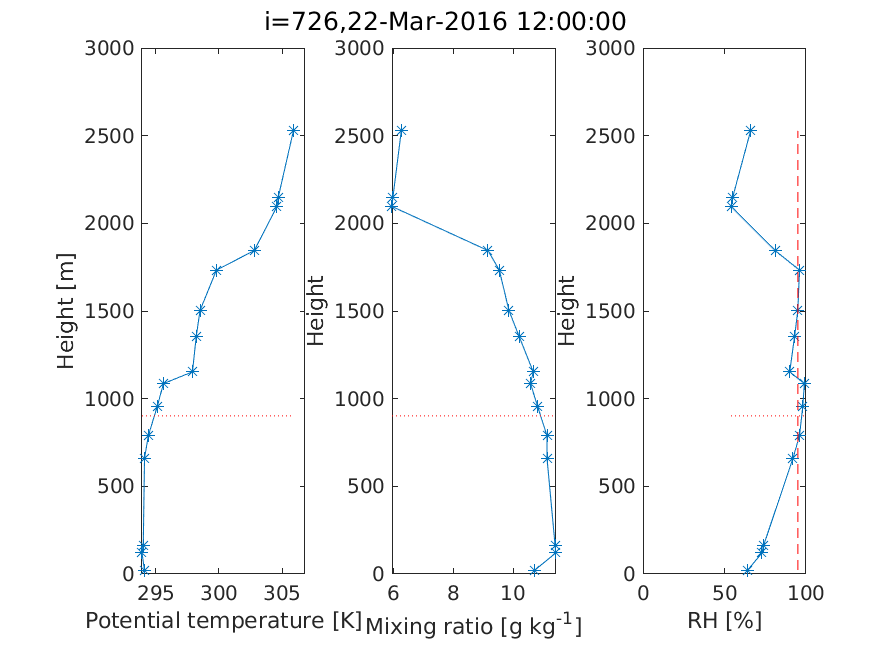 i=726,22-Mar-2016 12:00:00
Height [m]
3000
2500
2000
1500
1000
500
0
295 300 305
Potential temperature [K]
Height
3000
2500
2000
1500
1000
500
0
6 8 10
Mixing ratio [g kg-1]
Height
3000
2500
2000
1500
1000
500
0
0 50 100
RH [%]